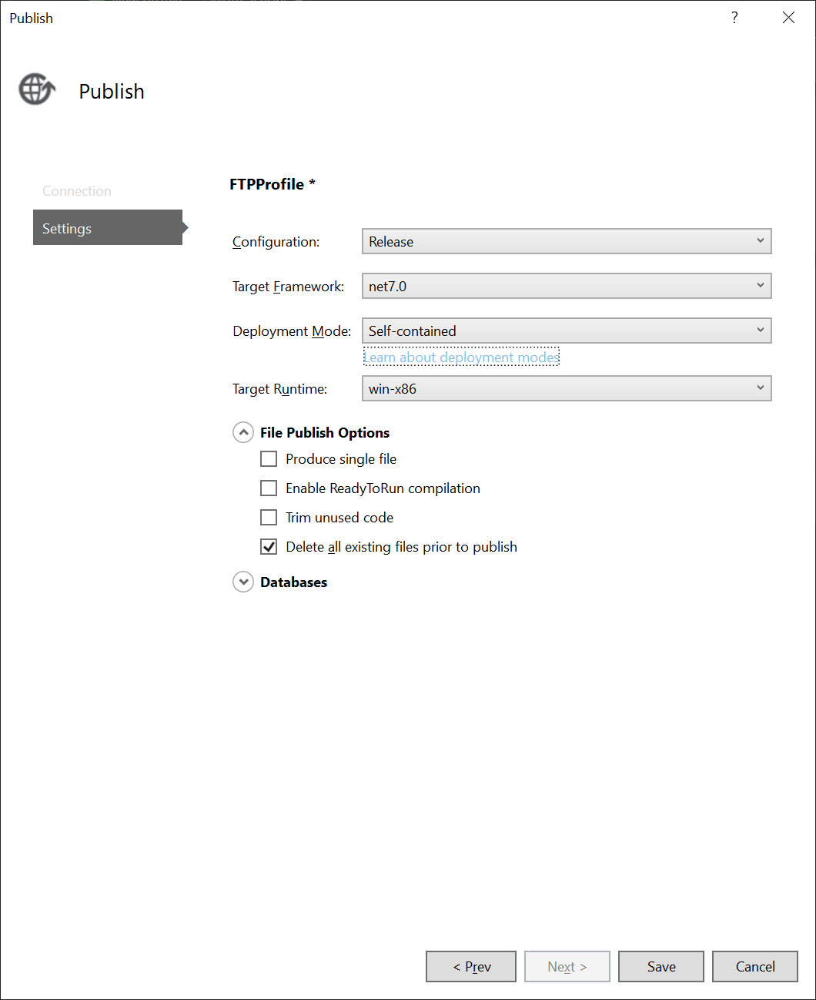 Publish
?
Publish
Connection
Settings
FTPProfile *
Configuration: Release
Target Framework: net7.0
Deployment Mode: Self-contained
Learn about deployment modes
Target Runtime: win-x86
File Publish Options
Produce single file
Enable ReadyToRun compilation
Trim unused code
Delete all existing files prior to publish
Databases
< Prev
Next >
Save
Cancel